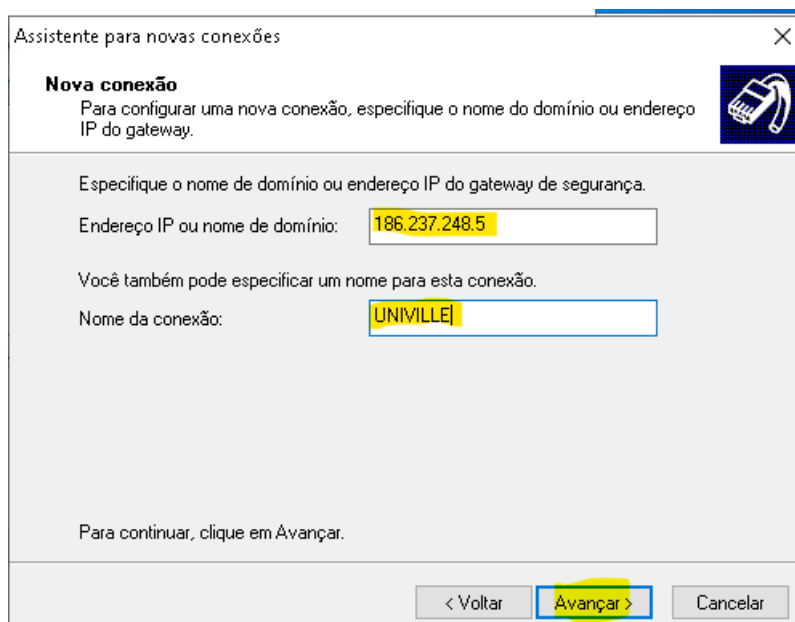 Assistente para novas conexões
Nova conexão
Para configurar uma nova conexão, especifique o nome do domínio ou endereço
IP do gateway.
Especifique o nome de domínio ou endereço IP do gateway de segurança.
Endereço IP ou nome de domínio: 186.237.248.5
Você também pode especificar um nome para esta conexão.
Nome da conexão: UNIVILLE
Para continuar, clique em Avançar.
< Voltar Avançar > Cancelar